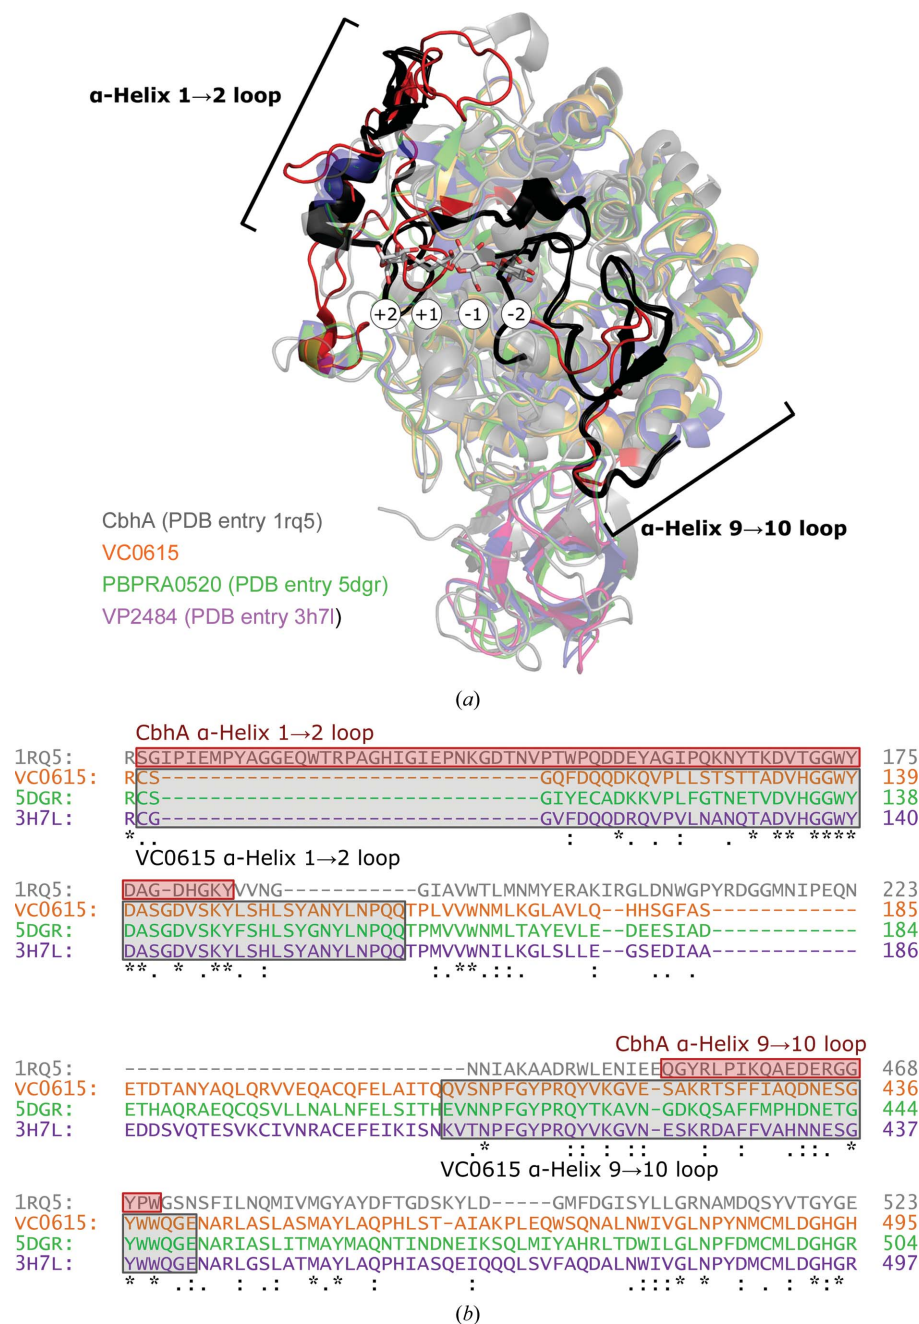 α-Helix 1→2 loop
+2 +1 -1 -2
α-Helix 9→10 loop
CbhA (PDB entry 1rq5)
VC0615
PBPRA0520 (PDB entry 5dgr)
VP2484 (PDB entry 3h7l)
(a)
CbhA α-Helix 1→2 loop
1RQ5: RSGIPIEMPYAGGEQWTRPAGHIGIEPNKGDTNVPTWPQDDEYAGIPQKNYTKDVTGGWY 175
VC0615: RCS----------------------------GQFDQQDKQVPLLSTSTTADVHGGWY 139
5DGR: RCS----------------------------GIYECADKKVPLFGTNETVDVHGGWY 138
3H7L: RCG----------------------------GVFDQQDRQVPLNANQTADVHGGWY 140
*.. : * . : . * ** ****
VC0615 α-Helix 1→2 loop
1RQ5: DAG-DHGKYVVNG-----------GIAVWTLMNMYERAKIRGLDNWGPYRDGGMNIPEQN 223
VC0615: DASGDVSKYLSHLSYANYLNPQQTPLVVWNMLKGLAVLQ--HHSGFAS------------ 185
5DGR: DASGDVSKYFSHLSYGNYLNPQQTPMVVWNMLTAYEVLE--DEESIAD------------ 184
3H7L: DASGDVSKYLSHLSYANYLNPQQTPMVVWNILKGLSLLE--GSEDIAA------------ 186
**. * .**. : :.**.::: : .. .
CbhA α-Helix 9→10 loop
1RQ5: ---------------------------NNIAKAADRWLENIEEQGYRLPIKQAEDERGG 468
VC0615: ETDTANYAQLQRVVEQACQFELAITQQVSNPFGYPRQYVKGVE-SAKRTSFFIAQDNESG 436
5DGR: ETHAQRAEQCQSVLLNALNFELSITHEVNNPFGYPRQYTKAVN-GDKQSAFFMPHDNETG 444
3H7L: EDDSVQTESVKCIVNRACEFEIKISNKVTNPFGYPRQYVKGVN-ESKRDAFFVAHNNESG 437
.* :: :: : : . :::. *
VC0615 α-Helix 9→10 loop
1RQ5: YPWGSNSFILNQMIVMGYAYDFTGDSKYLD-----GMFDGISYLLGRNAMDQSYVTGYGE 523
VC0615: YWWQGENARLASLASMAYLAQPHLST-AIAKPLEQWSQNALNWIVGLNPYNMCMLDGHGH 495
5DGR: YWWQGENARIASLITMAYMAQNTINDNEIKSQLMIYAHRLTDWILGLNPFDMCMLDGHGR 504
3H7L: YWWQGENARLGSLATMAYLAQPHIASQEIQQQLSVFAQDALNWIVGLNPYDMCMLDGHGR 497
* * .:. : *.* : : .:::* * . : *:*
(b)